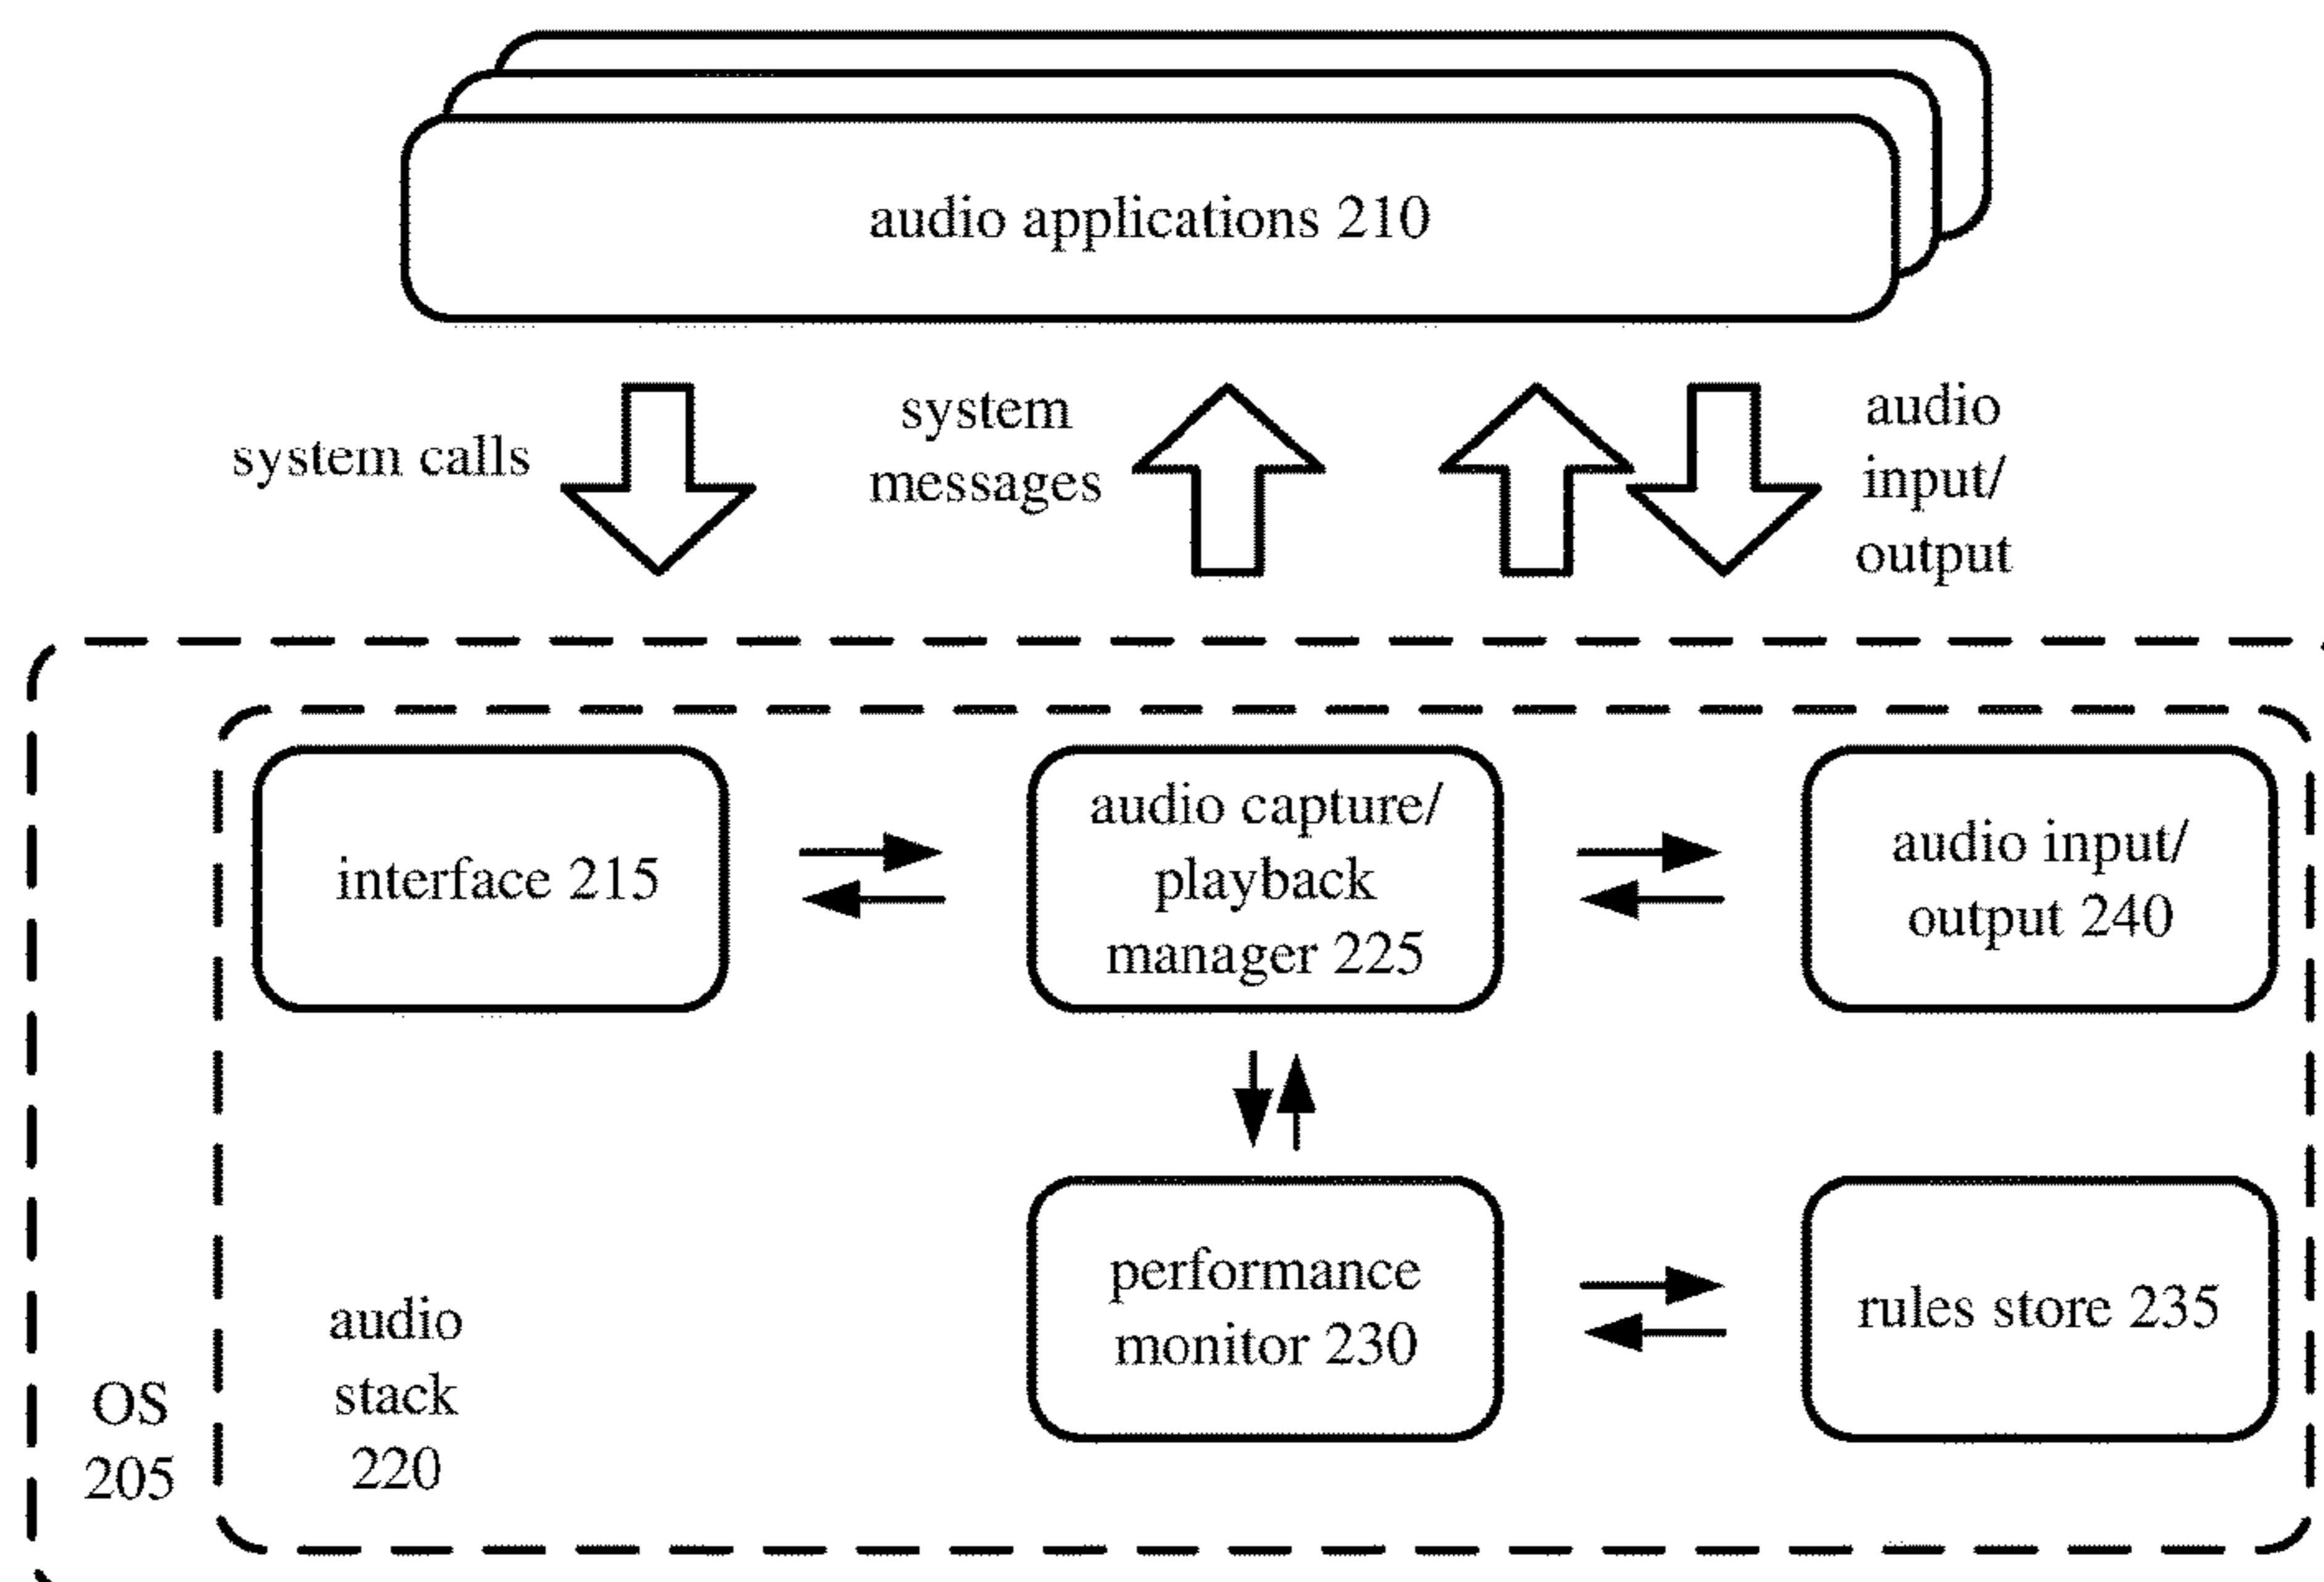 audio applications 210
system calls
system
messages
audio
input/
output
interface 215
audio capture/
playback
manager 225
audio input/
output 240
performance
monitor 230
rules store 235
audio
stack
220
OS
205